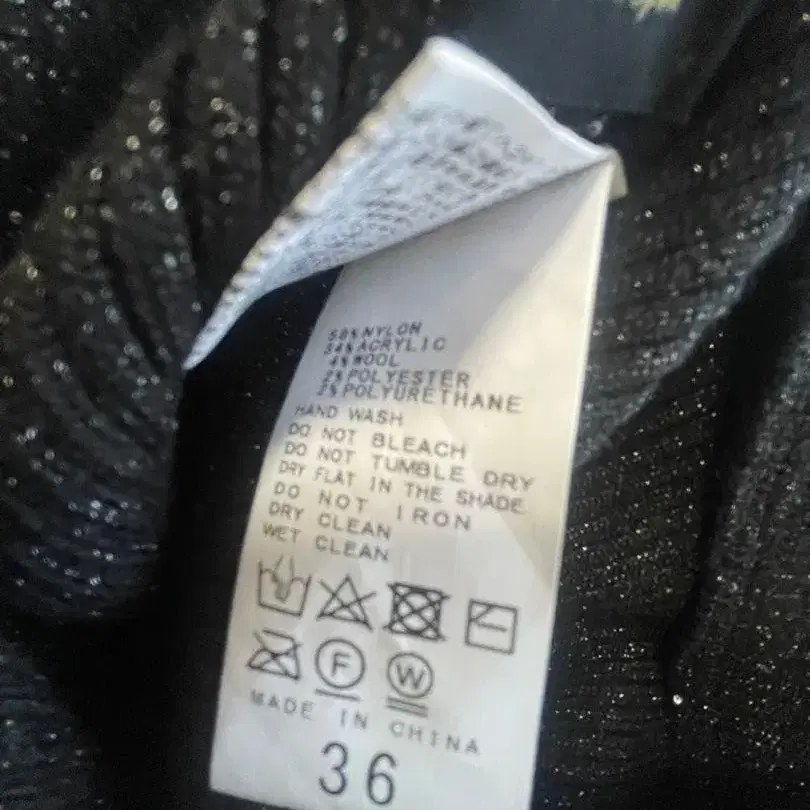 58%NYLON
34%ACRYLIC
4%WOOL
2%POLYESTER
2%POLYURETHANE
HAND WASH
DO NOT BLEACH
DO NOT TUMBLE DRY
DRY FLAT IN THE SHADE
DO NOT IRON
DRY CLEAN
WET CLEAN
F
W
MADE IN CHINA
36